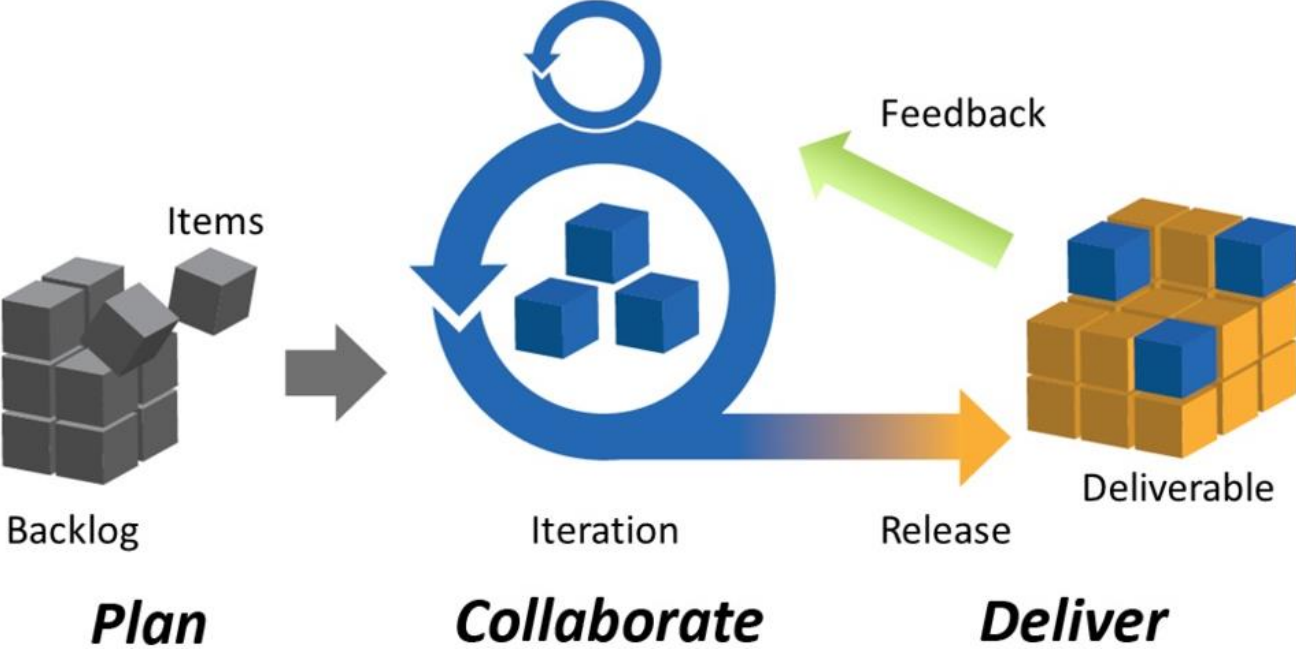 Feedback
Items
Deliverable
Backlog
Iteration
Release
Plan
Collaborate
Deliver